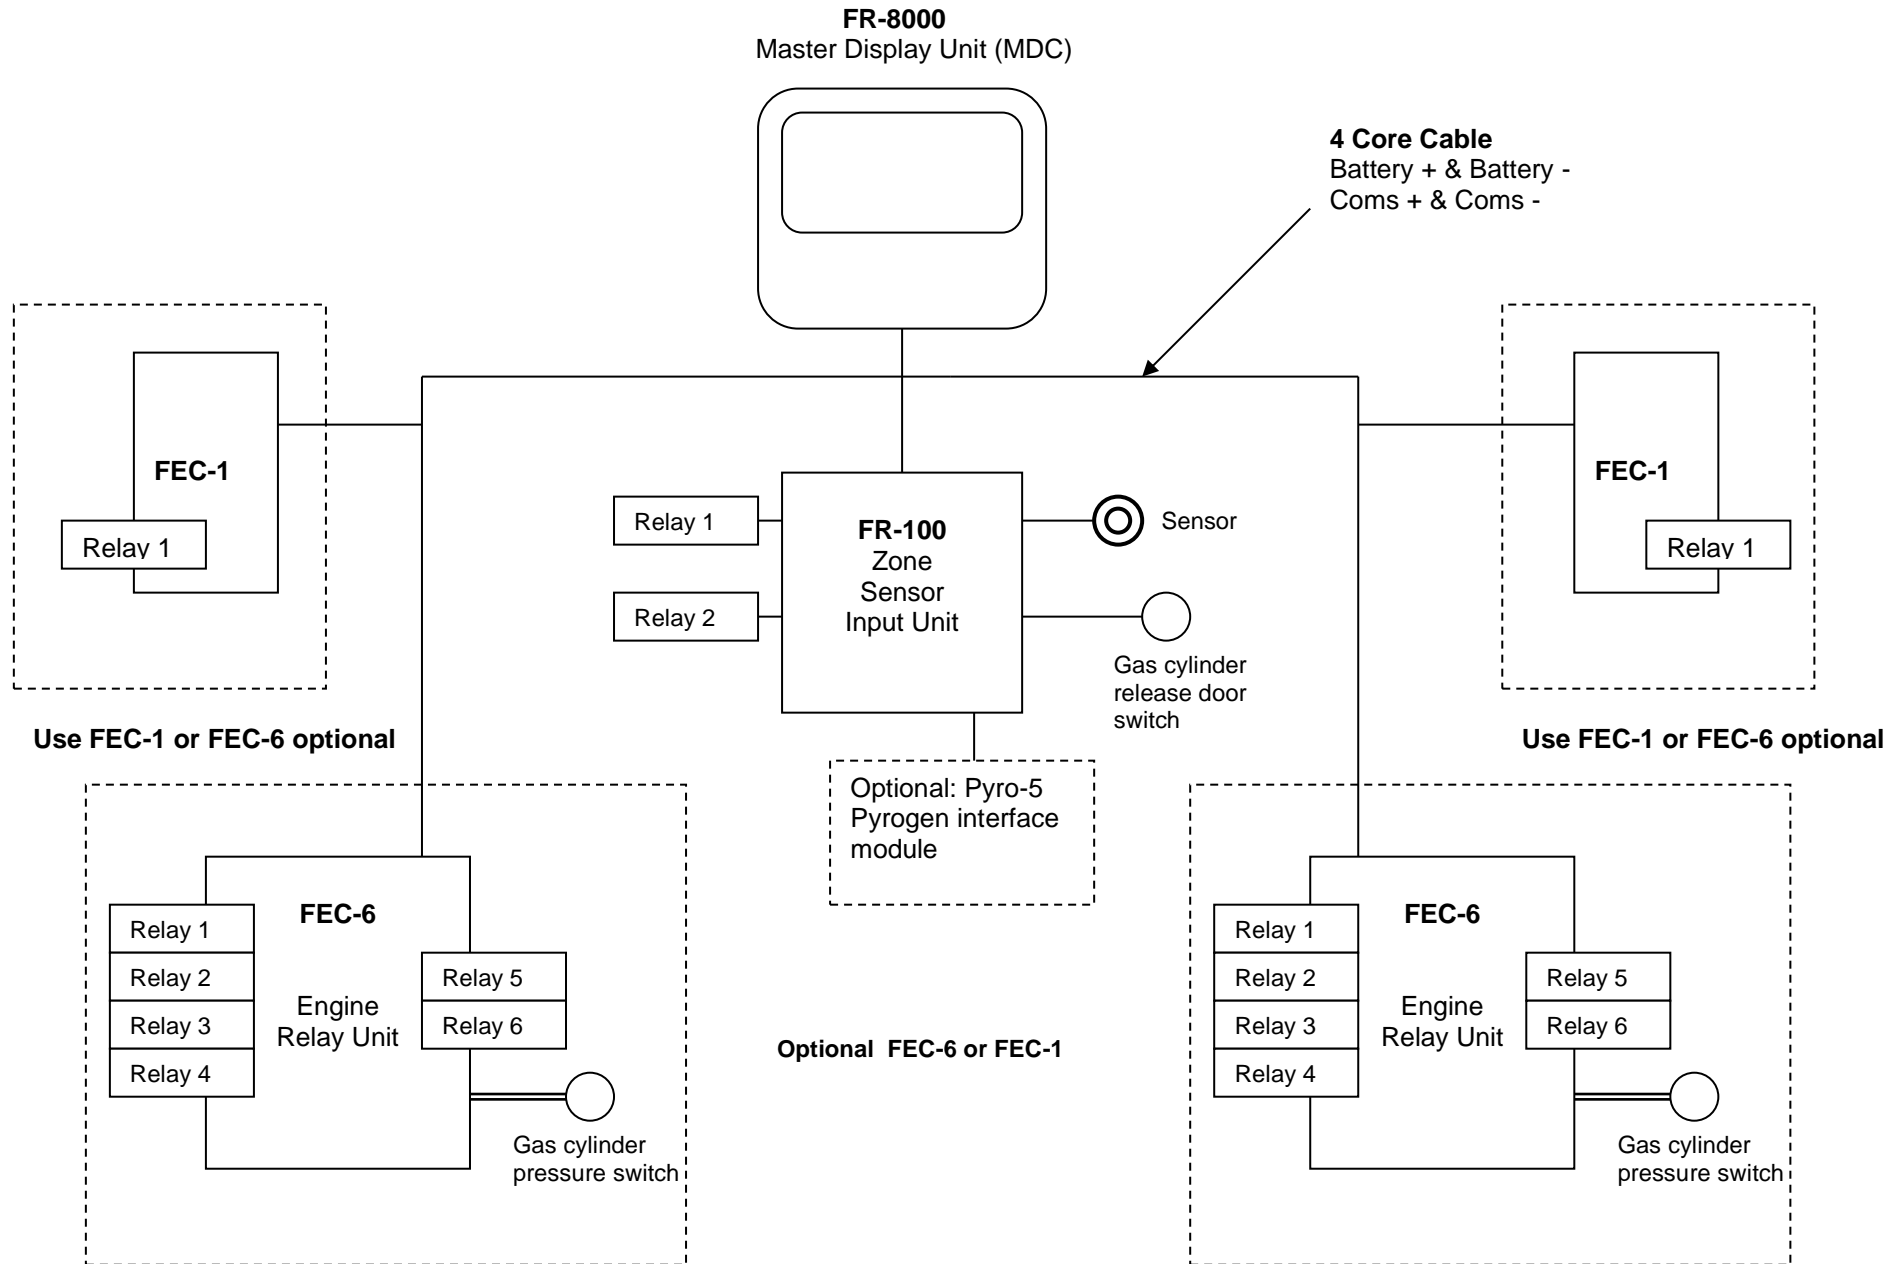 FR-8000
Master Display Unit (MDC)
4 Core Cable
Battery + & Battery -
Coms + & Coms -
FEC-1
Relay 1
Use FEC-1 or FEC-6 optional
Relay 1
Relay 2
FR-100
Zone
Sensor
Input Unit
Sensor
Gas cylinder
release door
switch
FEC-1
Relay 1
Use FEC-1 or FEC-6 optional
Optional: Pyro-5
Pyrogen interface
module
FEC-6
Engine
Relay Unit
Relay 1
Relay 2
Relay 3
Relay 4
Relay 5
Relay 6
Gas cylinder
pressure switch
Optional  FEC-6 or FEC-1
FEC-6
Engine
Relay Unit
Relay 1
Relay 2
Relay 3
Relay 4
Relay 5
Relay 6
Gas cylinder
pressure switch